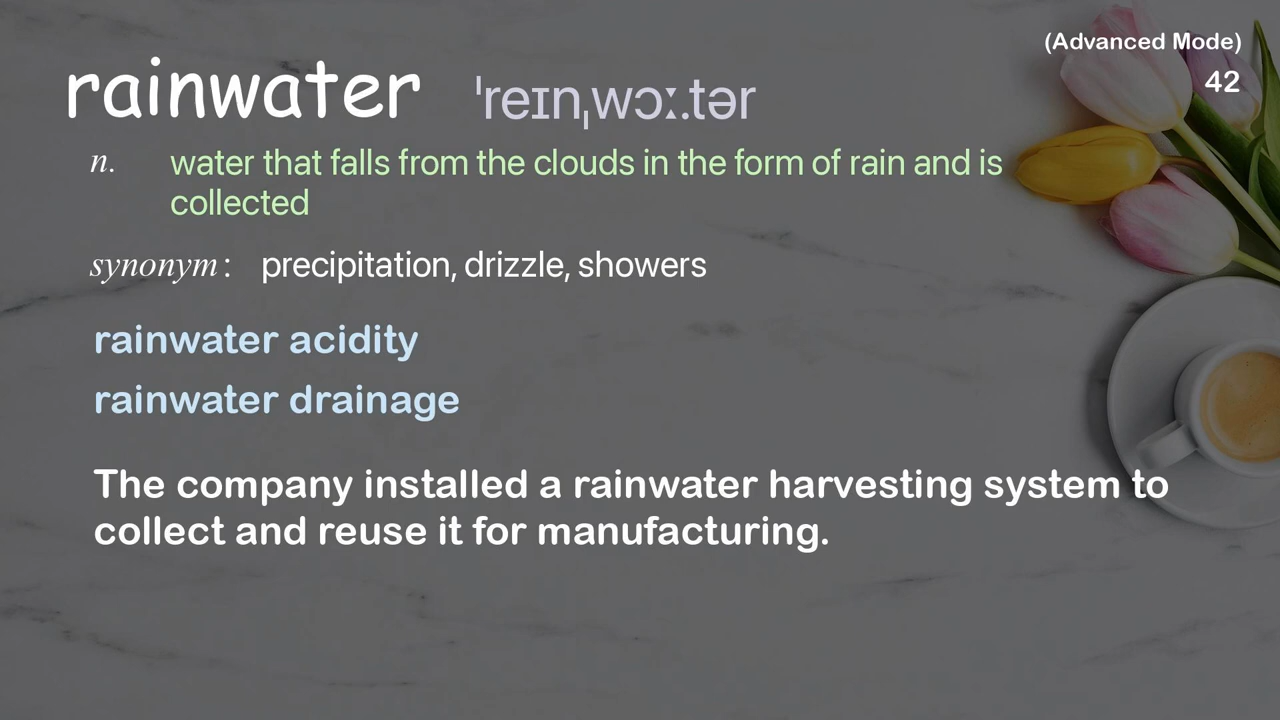 (Advanced Mode)
rainwater ˈreɪnˌwɔː.tər
42
n. water that falls from the clouds in the form of rain and is
collected
synonym : precipitation, drizzle, showers
rainwater acidity
rainwater drainage
The company installed a rainwater harvesting system to
collect and reuse it for manufacturing.